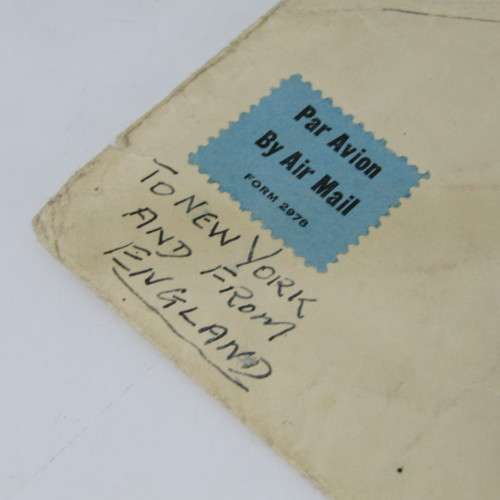 Par Avion
By Air Mail
FORM 2978
TO NEW YORK
AND FROM
ENGLAND